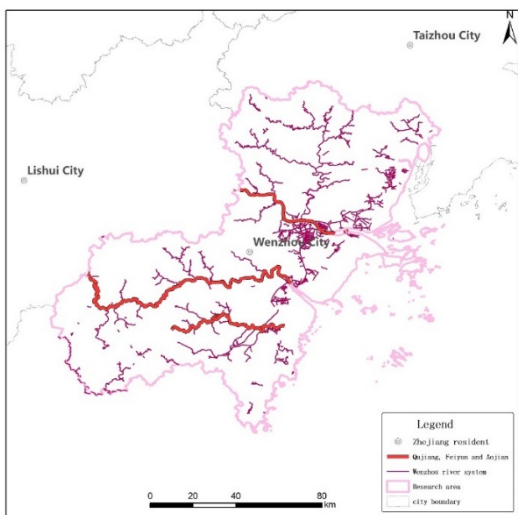 N
Taizhou City
Lishui City
Wenzhou City
Legend
Zhejiang resident
Oujiang, Feiyun and Aojian
Wenzhou river system
Research area
city boundary
0 20 40 80
km